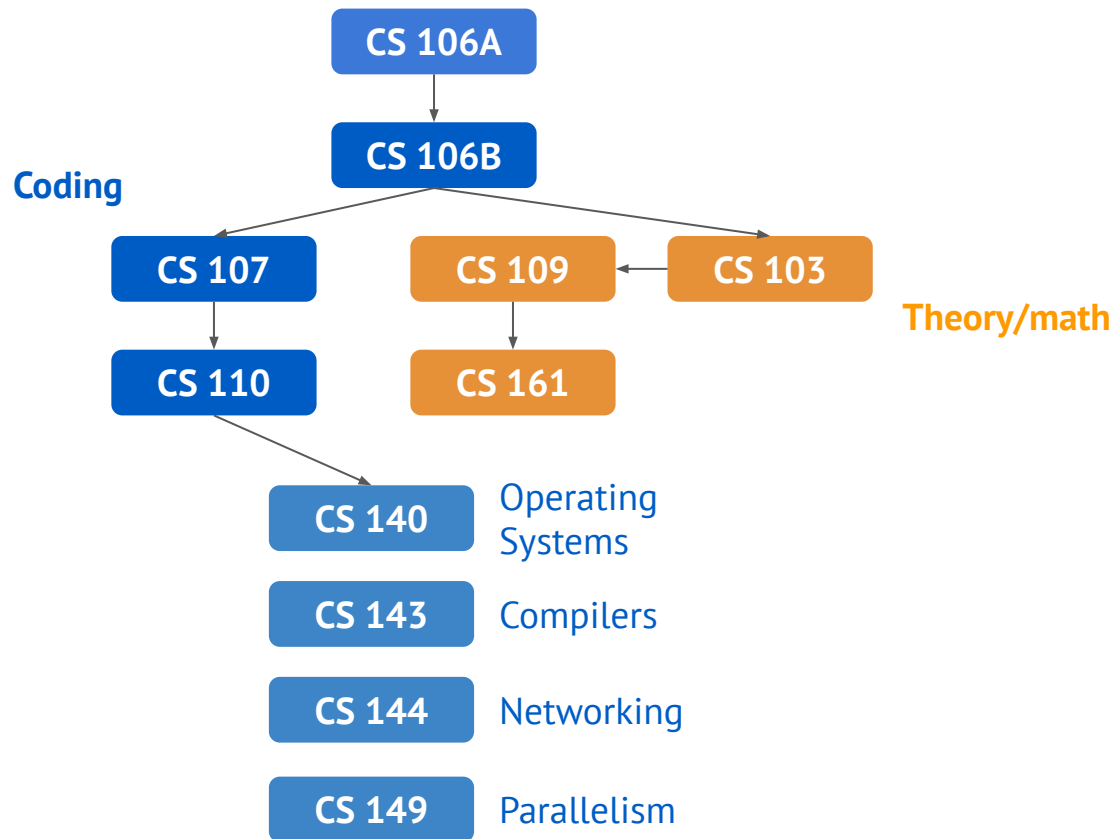 CS 106A
CS 106B
Coding
CS 107
CS 109
CS 103
Theory/math
CS 110
CS 161
CS 140
Operating
Systems
CS 143
Compilers
CS 144
Networking
CS 149
Parallelism